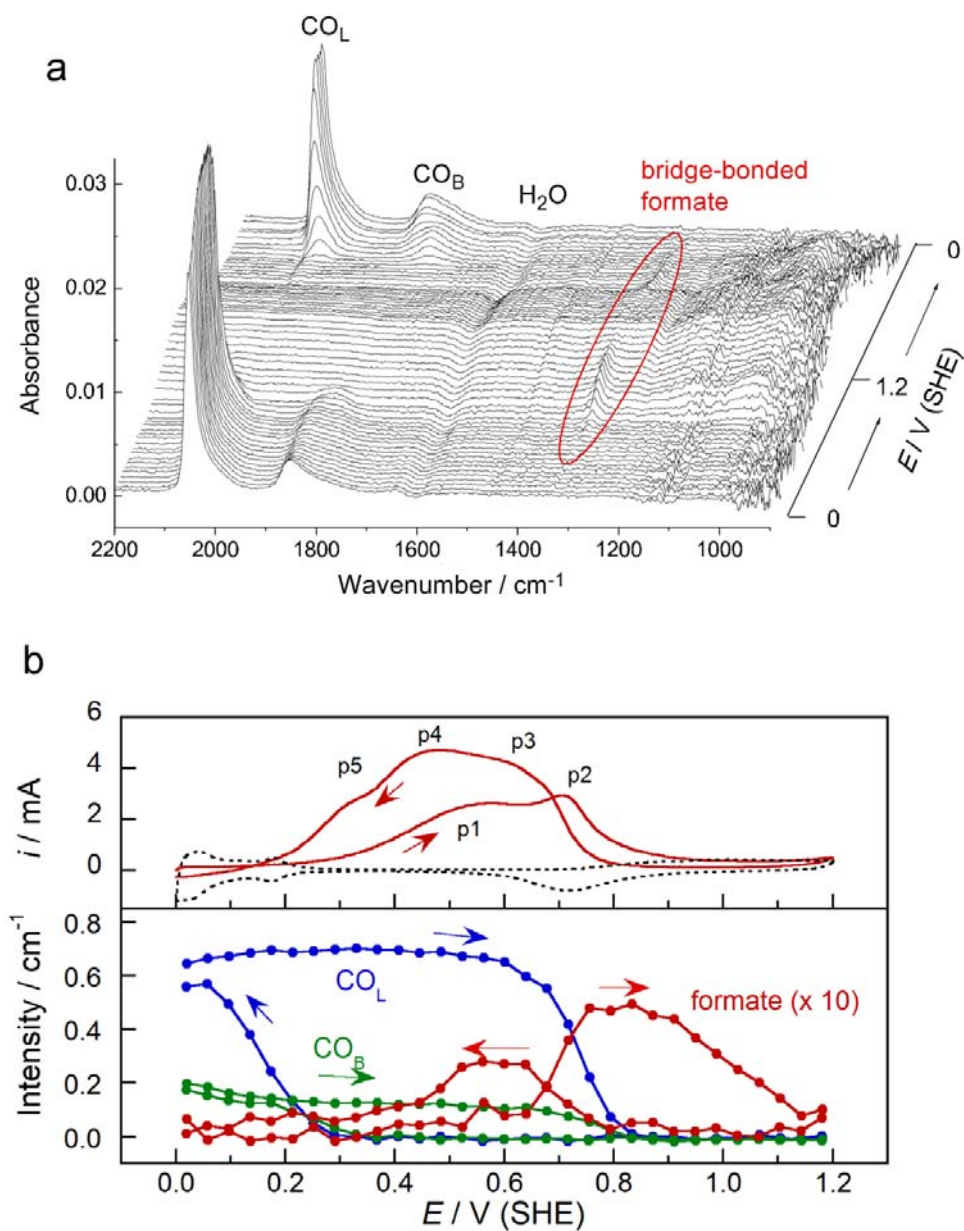 a
CO_L
CO_B
H₂O
bridge-bonded
formate
Absorbance
0.03
0.02
0.01
0.00
2200 2000 1800 1600 1400 1200 1000
Wavenumber / cm⁻¹
0
1.2
0
E / V (SHE)
b
i / mA
6
4
2
0
p1
p2
p3
p4
p5
Intensity / cm⁻¹
0.8
0.6
0.4
0.2
0.0
CO_L
CO_B
formate (x 10)
0.0 0.2 0.4 0.6 0.8 1.0 1.2
E / V (SHE)